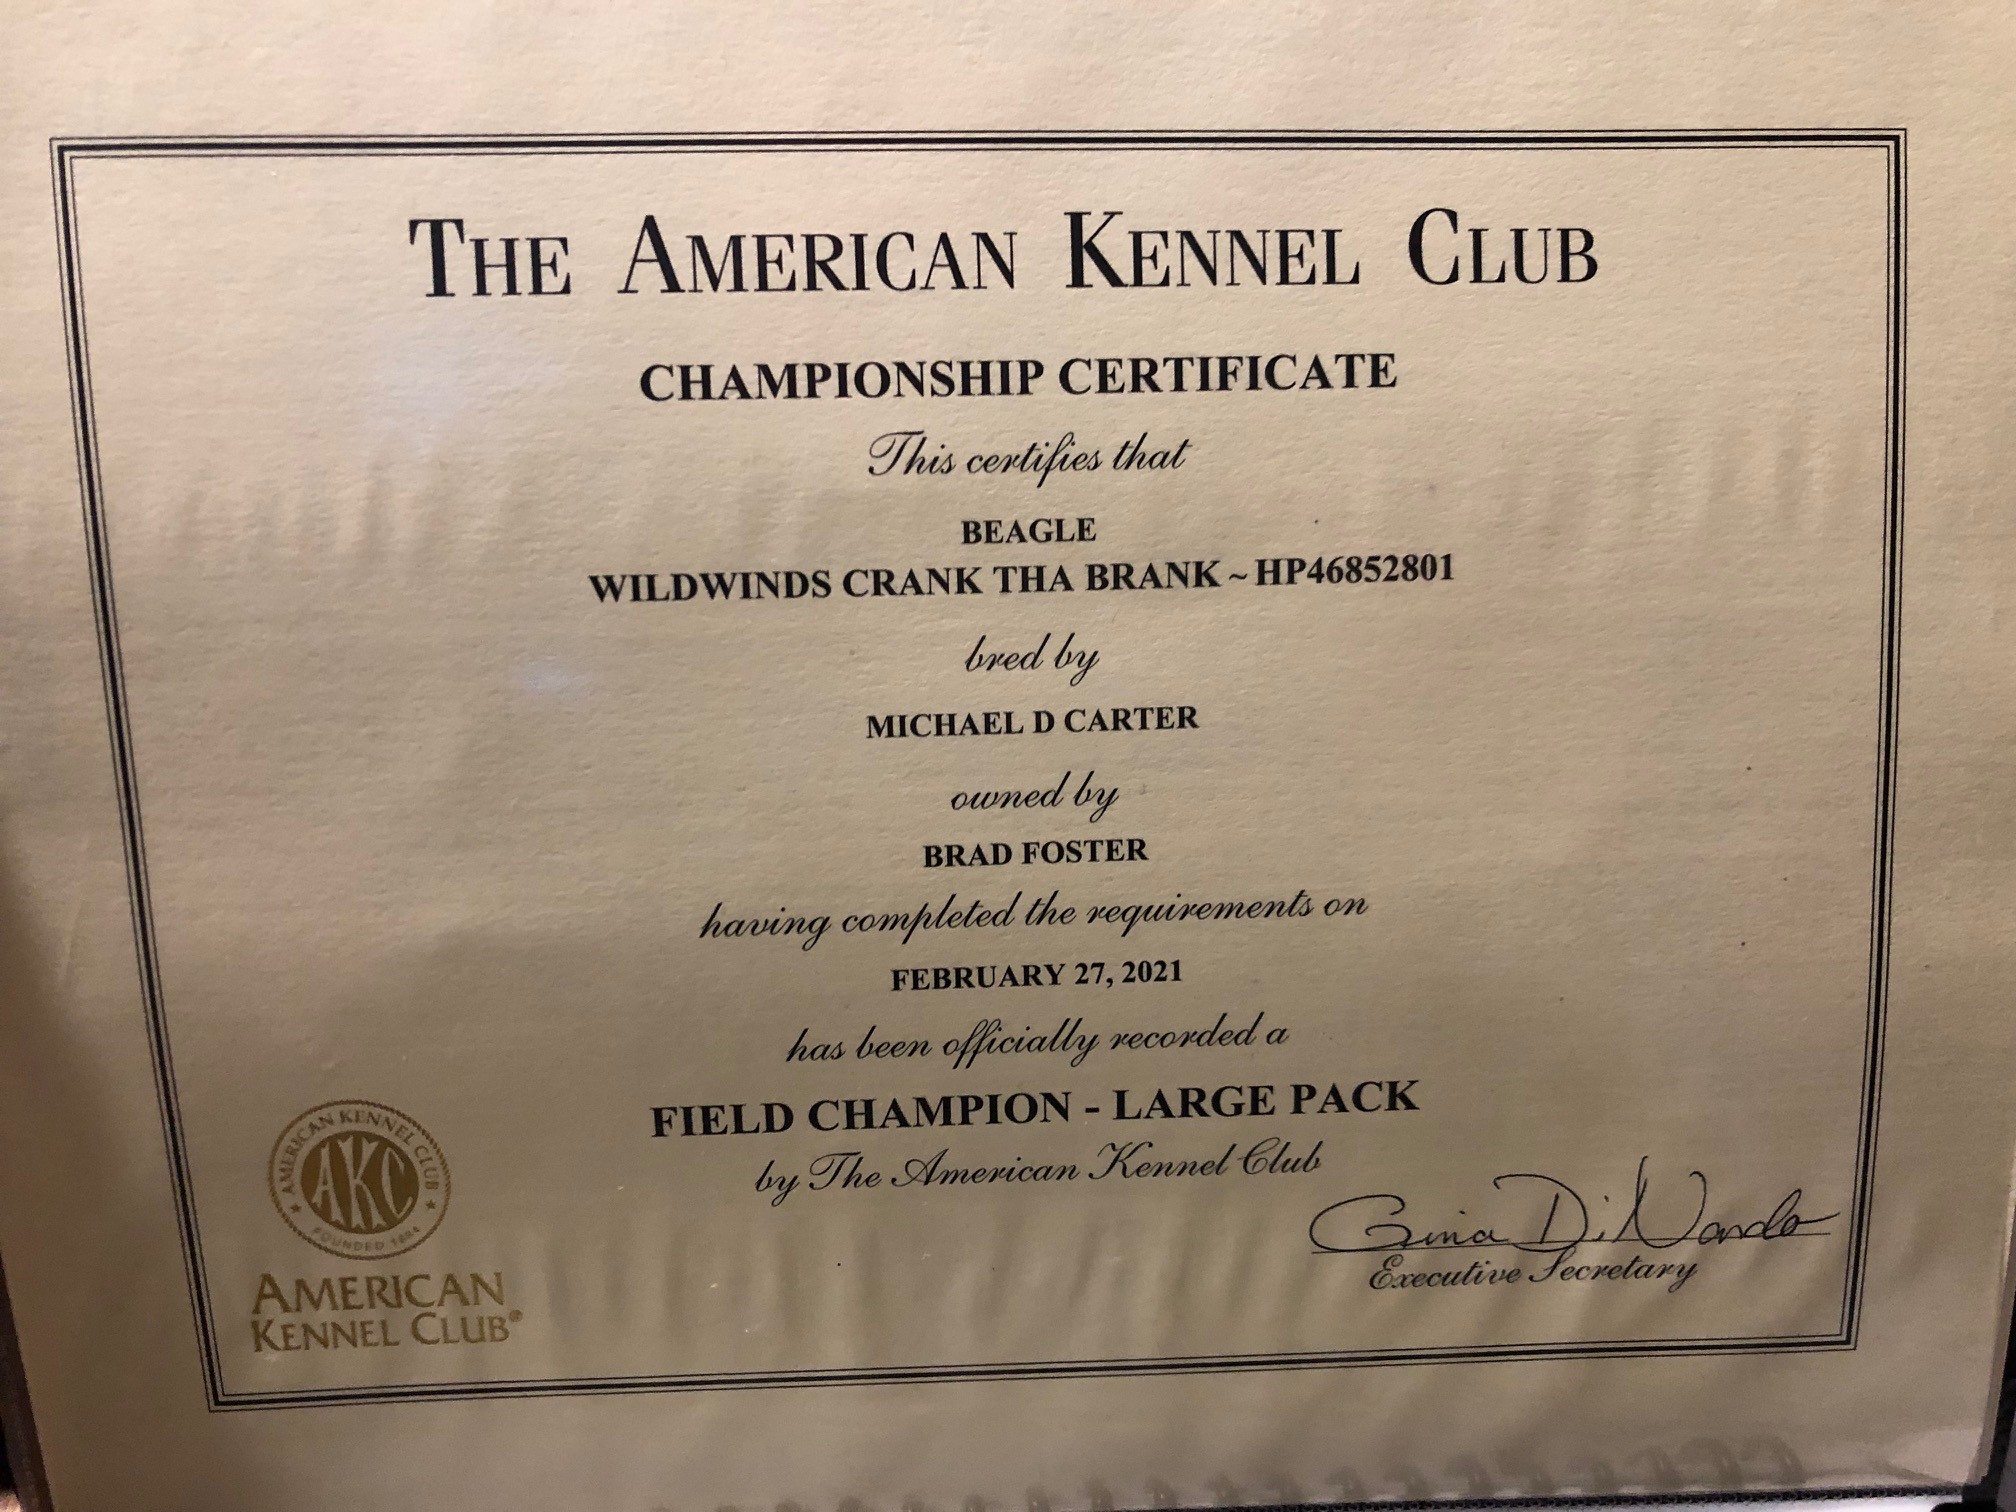 THE AMERICAN KENNEL CLUB
CHAMPIONSHIP CERTIFICATE
This certifies that
BEAGLE
WILDWINDS CRANK THA BRANK ~ HP46852801
bred by
MICHAEL D CARTER
owned by
BRAD FOSTER
having completed the requirements on
FEBRUARY 27, 2021
has been officially recorded a
FIELD CHAMPION - LARGE PACK
by The American Kennel Club
Gina DiNardo
Executive Secretary
AMERICAN KENNEL CLUB
AKC
FOUNDED 1884
AMERICAN
KENNEL CLUB®